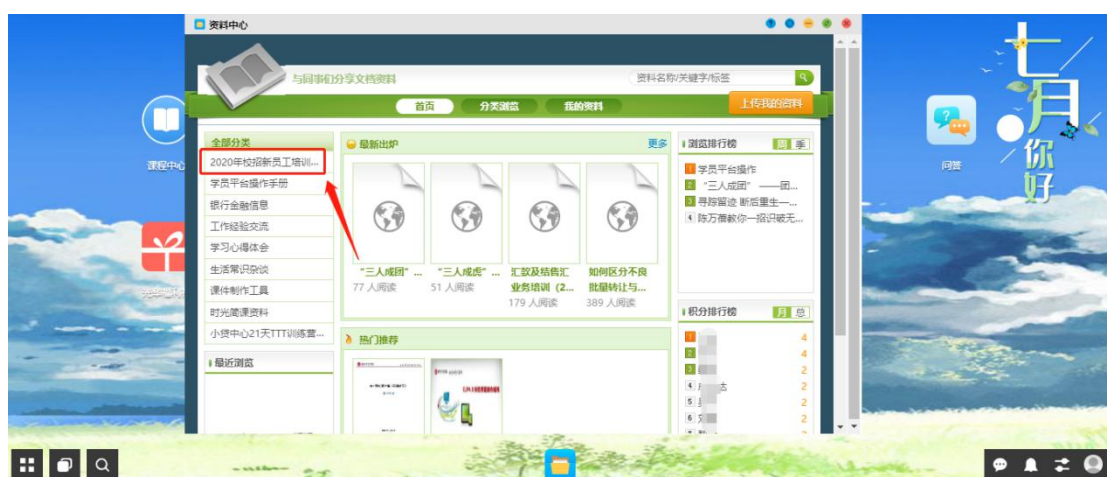 资料中心
与同事们分享文档资料
资料名称/关键字/标签
首页
分类浏览
我的资料
上传我的资料
全部分类
2020年校招新员工培训...
学员平台操作手册
银行金融信息
工作经验交流
学习心得体会
生活常识杂谈
课件制作工具
时光简课资料
小贷中心21天TTT训练营...
最近浏览
最新出炉
更多
“三人成团” ...
77 人阅读
“三人成虎” ...
51 人阅读
汇款及结售汇
业务培训（2...
179 人阅读
如何区分不良
批量转让与...
389 人阅读
热门推荐
浏览排行榜
周
季
1 学员平台操作
2 “三人成团” ——团...
3 寻踪留迹 断后重生—...
4 陈万蔷教你一招识破无...
积分排行榜
月
总
1 4
2 4
3 2
4 2
5 2
6 2
课程中心
问答
七月
你好